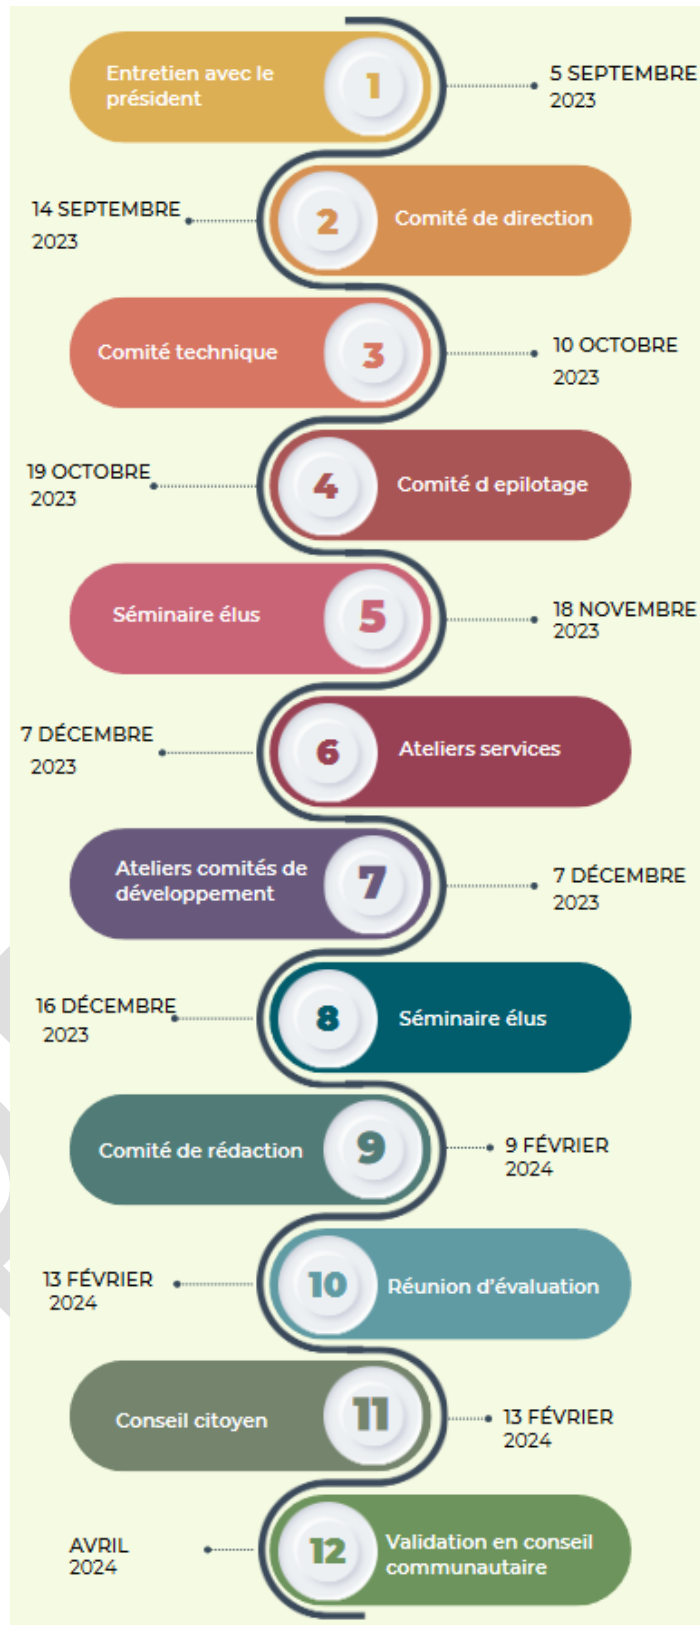 Entretien avec le
président
1
5 SEPTEMBRE
2023
14 SEPTEMBRE
2023
2
Comité de direction
Comité technique
3
10 OCTOBRE
2023
19 OCTOBRE
2023
4
Comité d epilotage
Séminaire élus
5
18 NOVEMBRE
2023
7 DÉCEMBRE
2023
6
Ateliers services
Ateliers comités de
développement
7
7 DÉCEMBRE
2023
16 DÉCEMBRE
2023
8
Séminaire élus
Comité de rédaction
9
9 FÉVRIER
2024
13 FÉVRIER
2024
10
Réunion d’évaluation
Conseil citoyen
11
13 FÉVRIER
2024
AVRIL
2024
12
Validation en conseil
communautaire